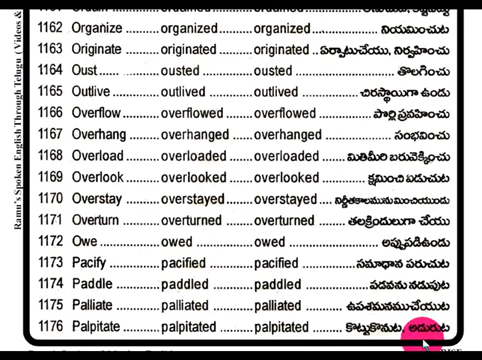 1162 Organize .......... organized .......... organized .................. నియమించుట
1163 Originate .......... originated .......... originated .. ఏర్పాటుచేయు, నిర్వహించు
1164 Oust...... .......... ousted .......... ousted .......................... తొలగించు
1165 Outlive .......... outlived .......... outlived .............. చిరస్థాయిగా ఉండు
1166 Overflow .......... overflowed ....... overflowed ............... పొర్లి ప్రవహించు
1167 Overhang .......... overhanged ...... overhanged ................. సంభవించు
1168 Overload .......... overloaded ....... overloaded ...... మితిమీరి బరువెక్కించు
1169 Overlook .......... overlooked ....... overlooked .......... క్షమించి విడుచుట
1170 Overstay .......... overstayed ....... overstayed ..... నిర్ణీతకాలమును మించియుండు
1171 Overturn .......... overturned ....... overturned ......... తలక్రిందులుగా చేయు
1172 Owe .......... owed .......... owed ....................... అప్పుపడిఉండు
1173 Pacify .......... pacified .......... pacified ............. సమాధాన పరుచుట
1174 Paddle .......... paddled .......... paddled ............. పడవను నడుపుట
1175 Palliate .......... palliated .......... palliated ........... ఉపశమనముచేయుట
1176 Palpitate .......... palpitated ........ palpitated ......... కొట్టుకొనుట, అదురుట
Ramu's Spoken English Through Telugu ( Videos &